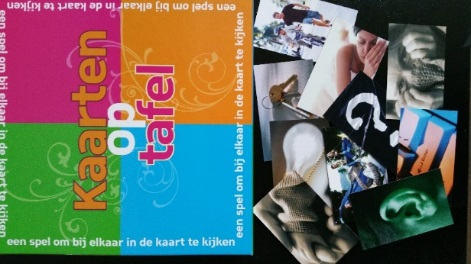 een spel om bij elkaar in de kaart te kijken
een spel om bij elkaar in de kaart te kijken
Kaarten
op
tafel
een spel om bij elkaar in de kaart te kijken
een spel om bij elkaar in de kaart te kijken